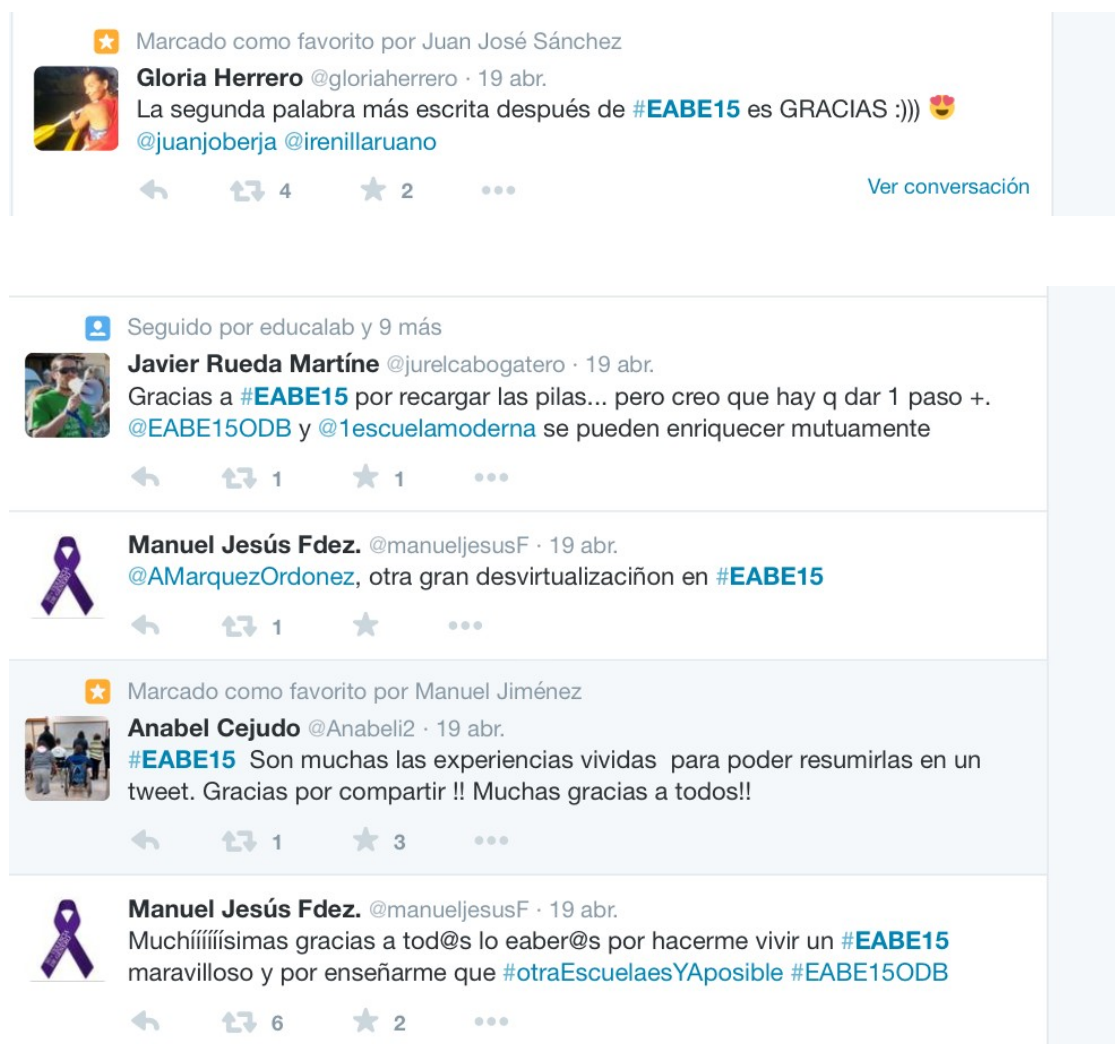 Marcado como favorito por Juan José Sánchez
Gloria Herrero @gloriaherrero · 19 abr.
La segunda palabra más escrita después de #EABE15 es GRACIAS :))) 😍
@juanjoberja @irenillaruano
4 2 Ver conversación
Seguido por educalab y 9 más
Javier Rueda Martíne @jurelcabogatero · 19 abr.
Gracias a #EABE15 por recargar las pilas... pero creo que hay q dar 1 paso +.
@EABE15ODB y @1escuelamoderna se pueden enriquecer mutuamente
1 1
Manuel Jesús Fdez. @manueljesusF · 19 abr.
@AMarquezOrdonez, otra gran desvirtualizaciñon en #EABE15
1
Marcado como favorito por Manuel Jiménez
Anabel Cejudo @Anabeli2 · 19 abr.
#EABE15 Son muchas las experiencias vividas para poder resumirlas en un
tweet. Gracias por compartir !! Muchas gracias a todos!!
1 3
Manuel Jesús Fdez. @manueljesusF · 19 abr.
Muchíííííísimas gracias a tod@s lo eaber@s por hacerme vivir un #EABE15
maravilloso y por enseñarme que #otraEscuelaesYAposible #EABE15ODB
6 2